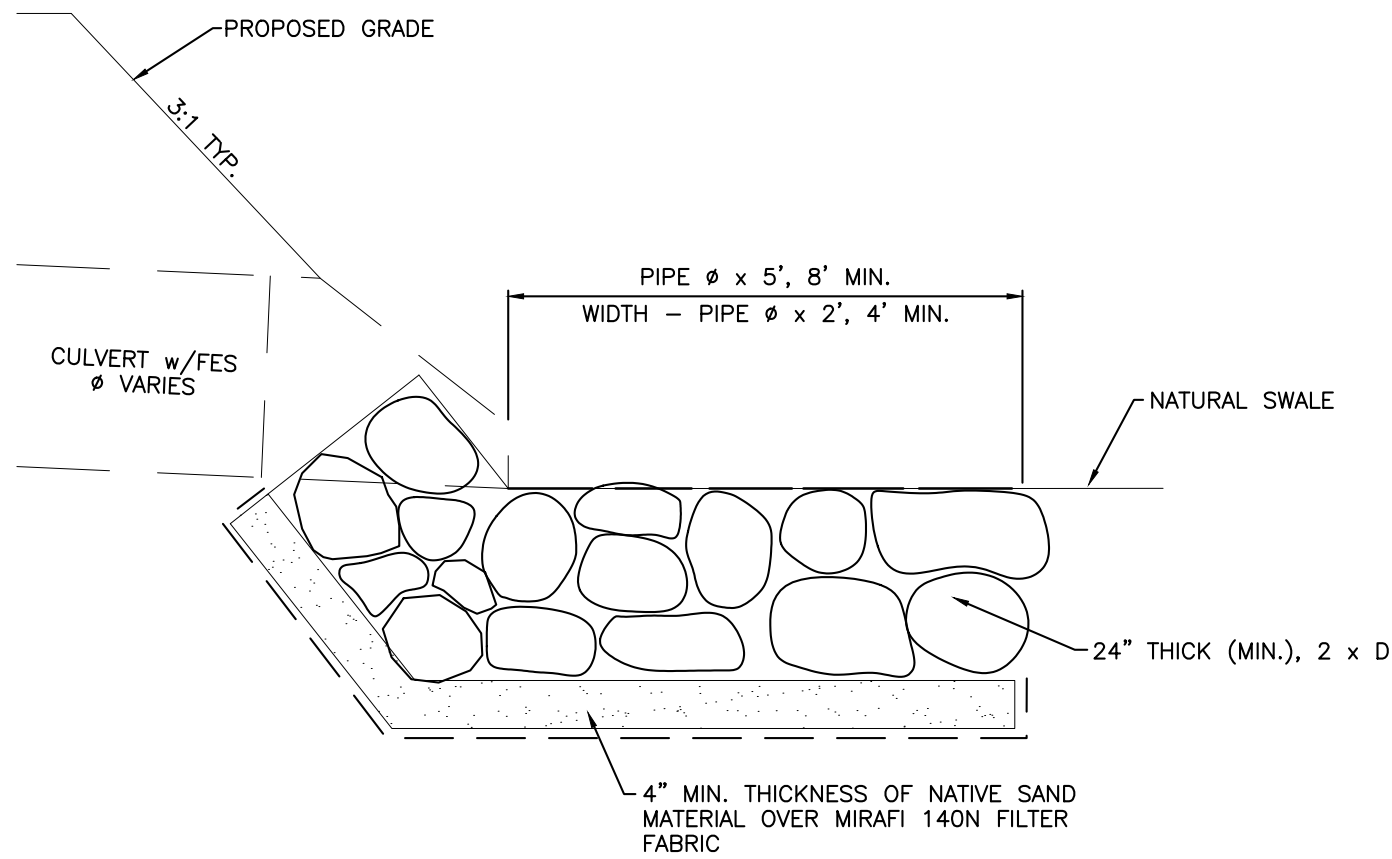 PROPOSED GRADE
3:1 TYP.
PIPE ø x 5', 8' MIN.
WIDTH – PIPE ø x 2', 4' MIN.
CULVERT w/FES
ø VARIES
NATURAL SWALE
24" THICK (MIN.), 2 x D
4" MIN. THICKNESS OF NATIVE SAND
MATERIAL OVER MIRAFI 140N FILTER
FABRIC